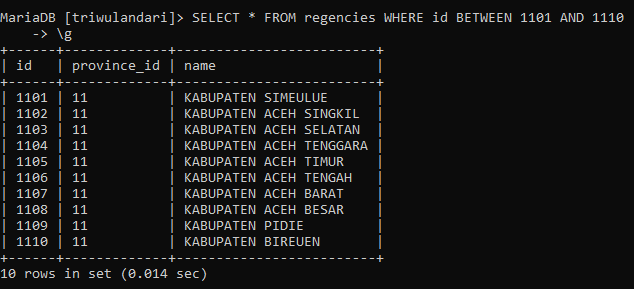 MariaDB [triwulandari]> SELECT * FROM regencies WHERE id BETWEEN 1101 AND 1110
    -> \g
+------+-------------+-------------------------+
| id   | province_id | name                    |
+------+-------------+-------------------------+
| 1101 | 11          | KABUPATEN SIMEULUE      |
| 1102 | 11          | KABUPATEN ACEH SINGKIL  |
| 1103 | 11          | KABUPATEN ACEH SELATAN  |
| 1104 | 11          | KABUPATEN ACEH TENGGARA |
| 1105 | 11          | KABUPATEN ACEH TIMUR    |
| 1106 | 11          | KABUPATEN ACEH TENGAH   |
| 1107 | 11          | KABUPATEN ACEH BARAT    |
| 1108 | 11          | KABUPATEN ACEH BESAR    |
| 1109 | 11          | KABUPATEN PIDIE         |
| 1110 | 11          | KABUPATEN BIREUEN       |
+------+-------------+-------------------------+
10 rows in set (0.014 sec)